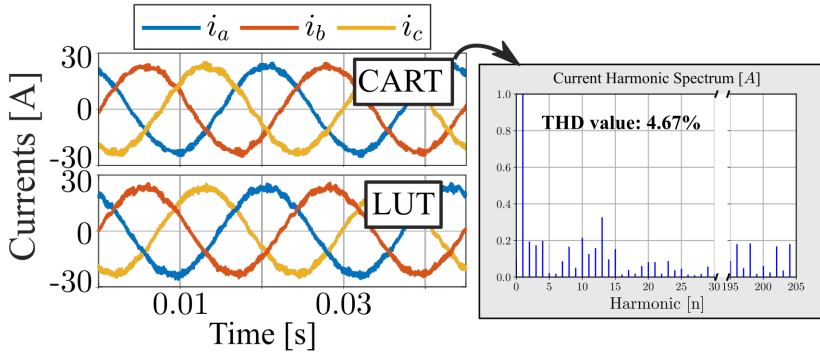 i_a i_b i_c
Currents [A]
30
0
-30
CART
30
0
-30
LUT
0.01 0.03
Time [s]
Current Harmonic Spectrum [A]
THD value: 4.67%
1.0
0.8
0.6
0.4
0.2
0.0
0 5 10 15 20 25 30 195 200 205
Harmonic [n]